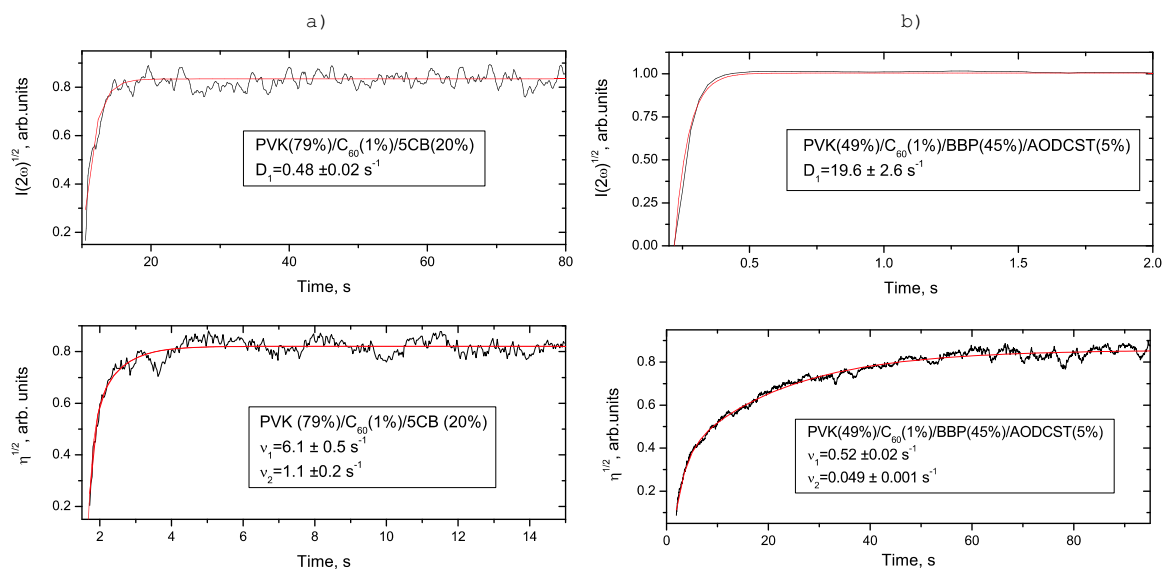 a)
b)
I(2ω)^1/2, arb.units
0.8
0.6
0.4
0.2
PVK(79%)/C60(1%)/5CB(20%)
D1=0.48 ±0.02 s^-1
20 40 60 80
Time, s
I(2ω)^1/2, arb.units
1.00
0.75
0.50
0.25
0.00
PVK(49%)/C60(1%)/BBP(45%)/AODCST(5%)
D1=19.6 ± 2.6 s^-1
0.5 1.0 1.5 2.0
Time, s
η^1/2, arb. units
0.8
0.6
0.4
0.2
PVK (79%)/C60(1%)/5CB (20%)
ν1=6.1 ± 0.5 s^-1
ν2=1.1 ±0.2 s^-1
2 4 6 8 10 12 14
Time, s
η^1/2, arb.units
0.8
0.6
0.4
0.2
PVK(49%)/C60(1%)/BBP(45%)/AODCST(5%)
ν1=0.52 ±0.02 s^-1
ν2=0.049 ± 0.001 s^-1
0 20 40 60 80
Time, s